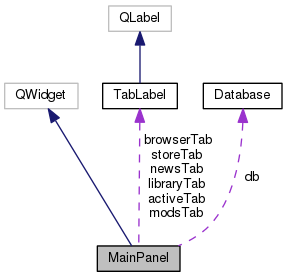 QLabel
QWidget
TabLabel
Database
browserTab
storeTab
newsTab
libraryTab
activeTab
modsTab
db
MainPanel